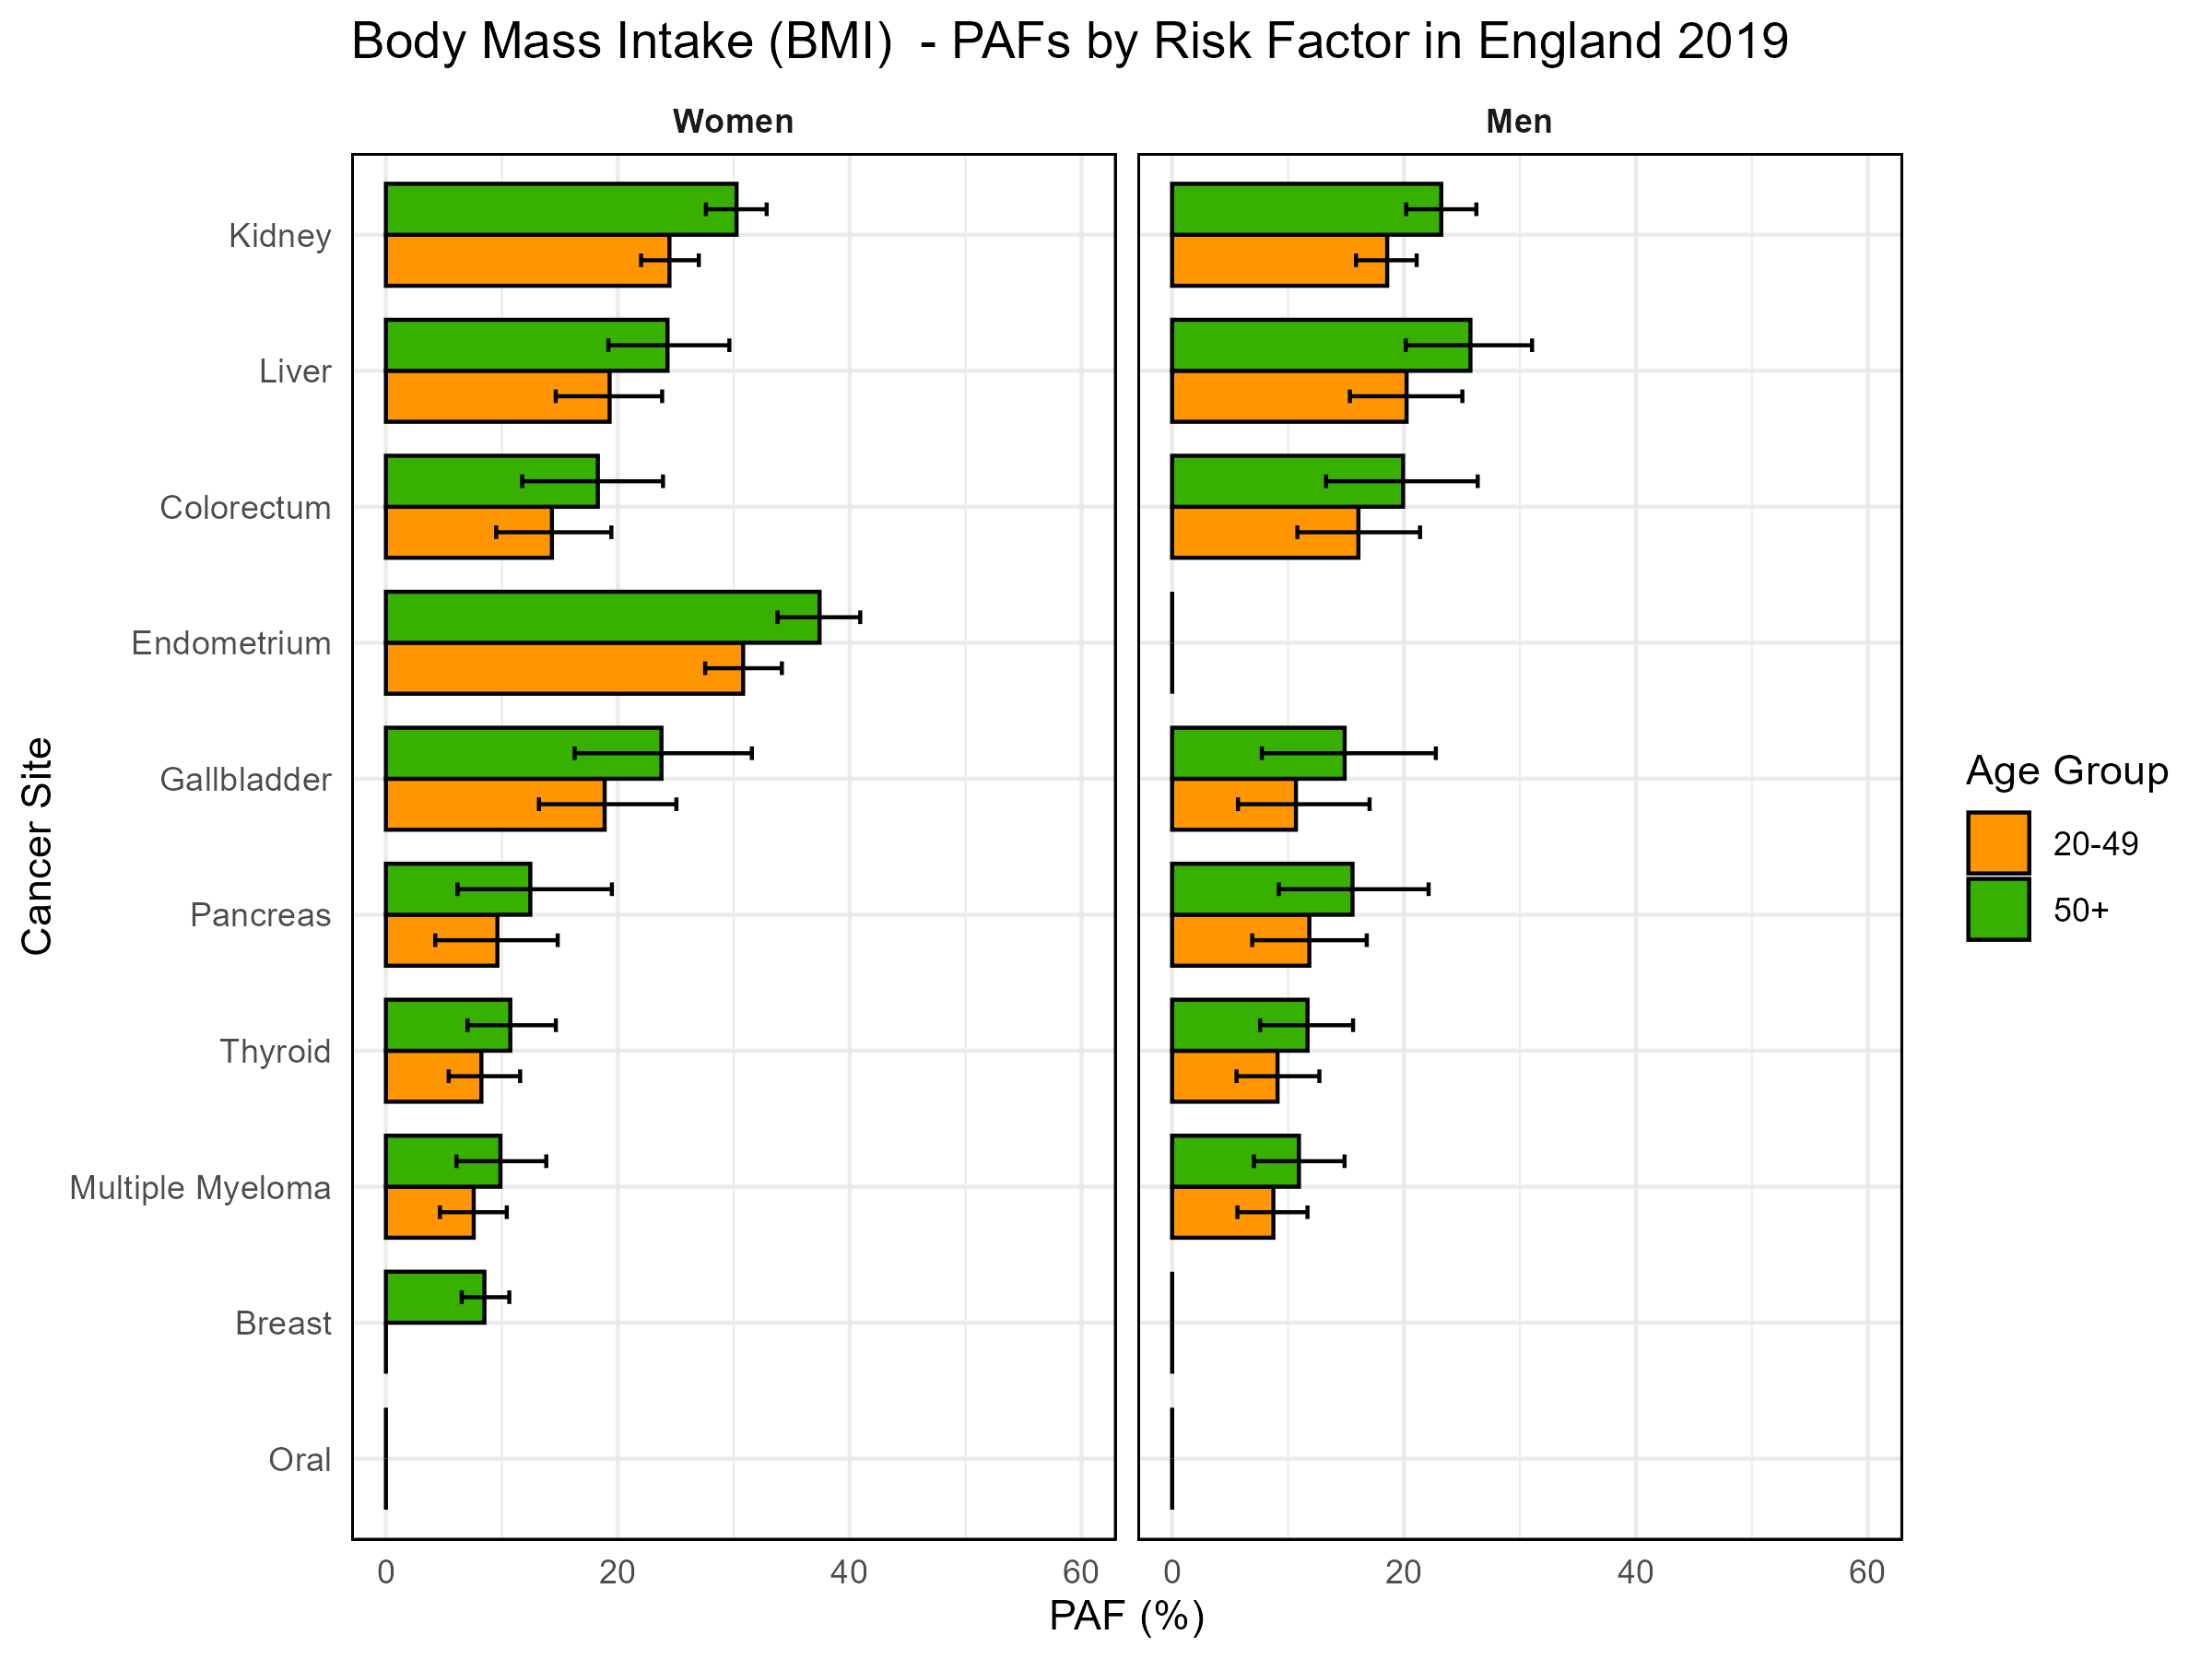 Body Mass Intake (BMI)  - PAFs by Risk Factor in England 2019
Women
Men
Cancer Site
Kidney
Liver
Colorectum
Endometrium
Gallbladder
Pancreas
Thyroid
Multiple Myeloma
Breast
Oral
0 20 40 60
0 20 40 60
PAF (%)
Age Group
20-49
50+